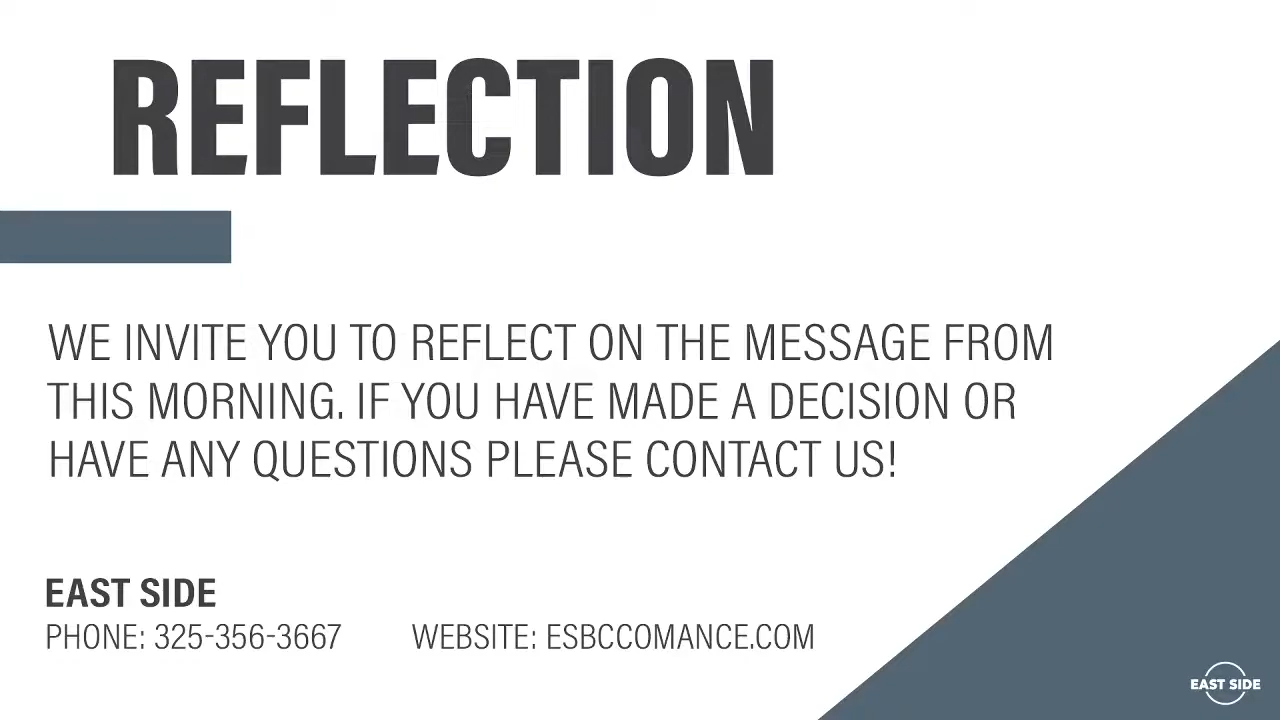 REFLECTION
WE INVITE YOU TO REFLECT ON THE MESSAGE FROM
THIS MORNING. IF YOU HAVE MADE A DECISION OR
HAVE ANY QUESTIONS PLEASE CONTACT US!
EAST SIDE
PHONE: 325-356-3667 WEBSITE: ESBCCOMANCE.COM
EAST SIDE